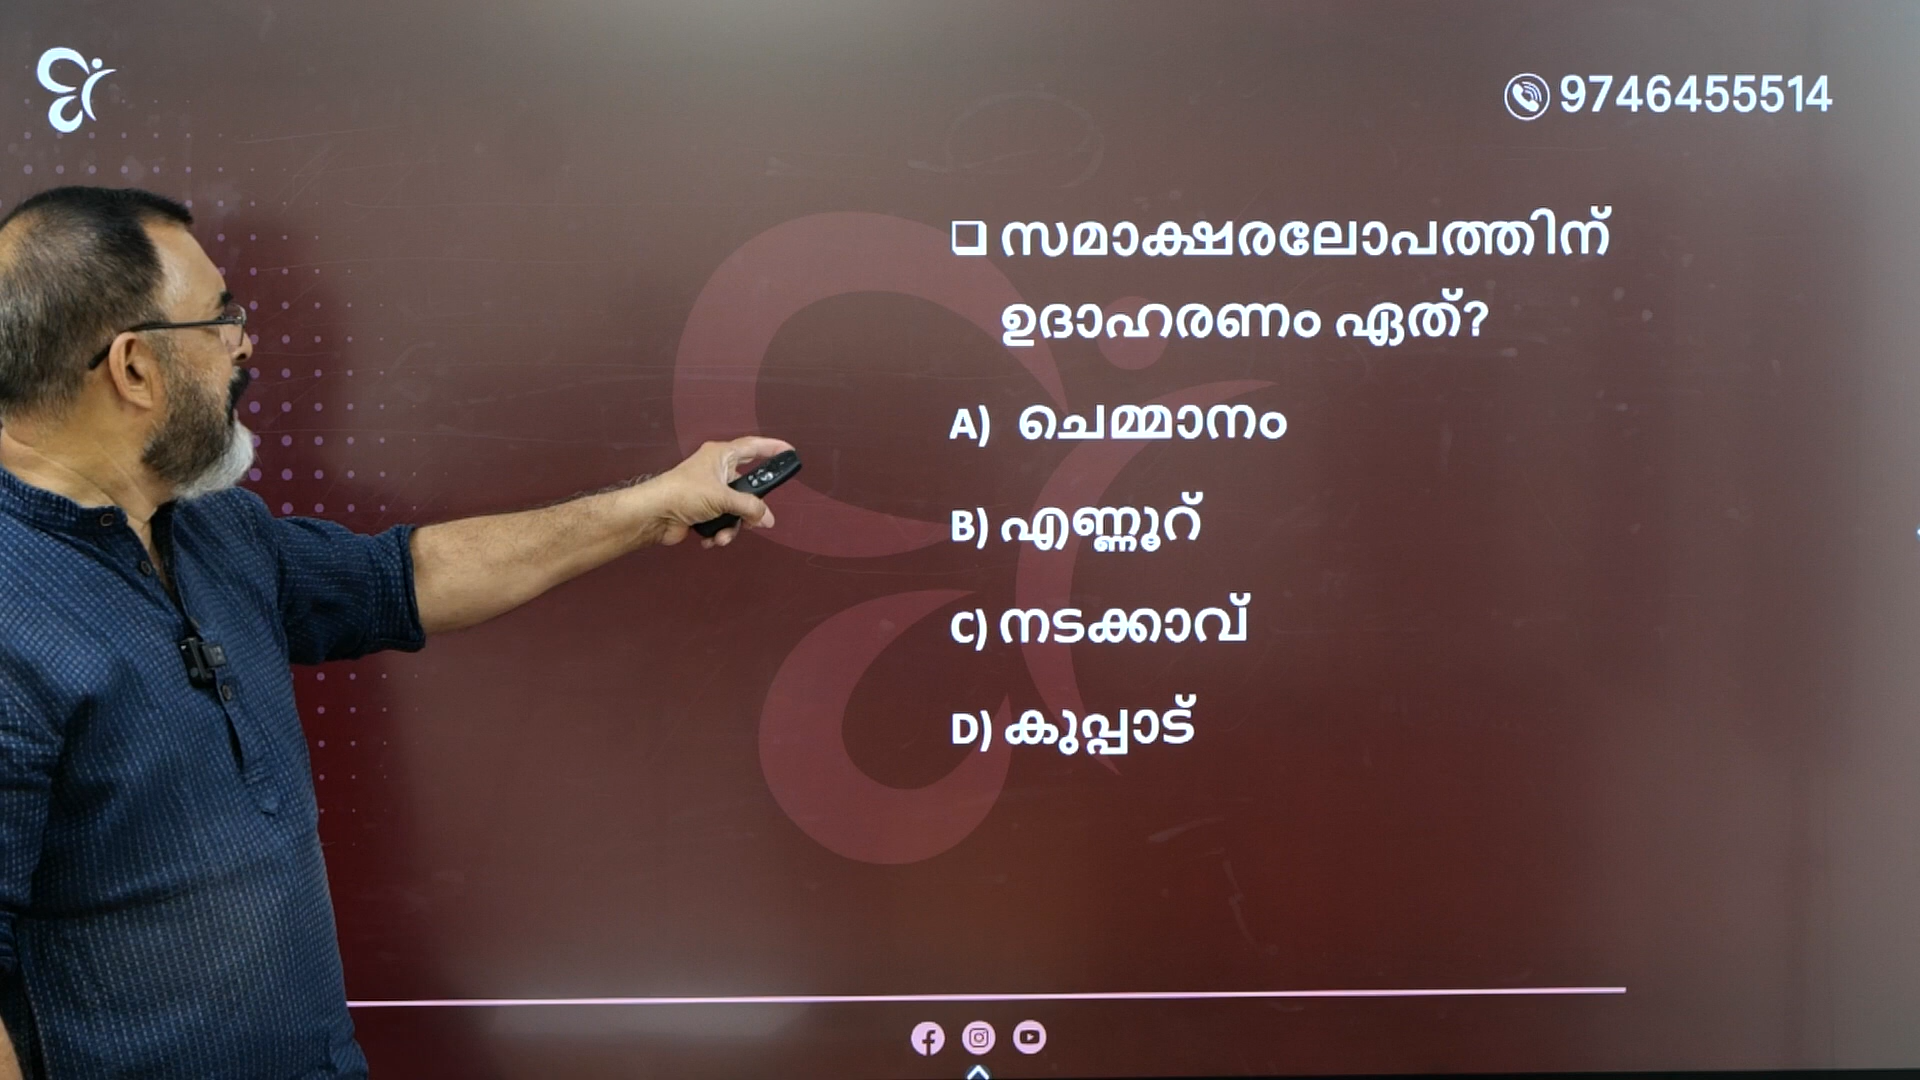 9746455514
❑ സമാക്ഷരലോപത്തിന്
ഉദാഹരണം ഏത്?
A) ചെമ്മാനം
B) എണ്ണൂറ്
C) നടക്കാവ്
D) കുപ്പാട്